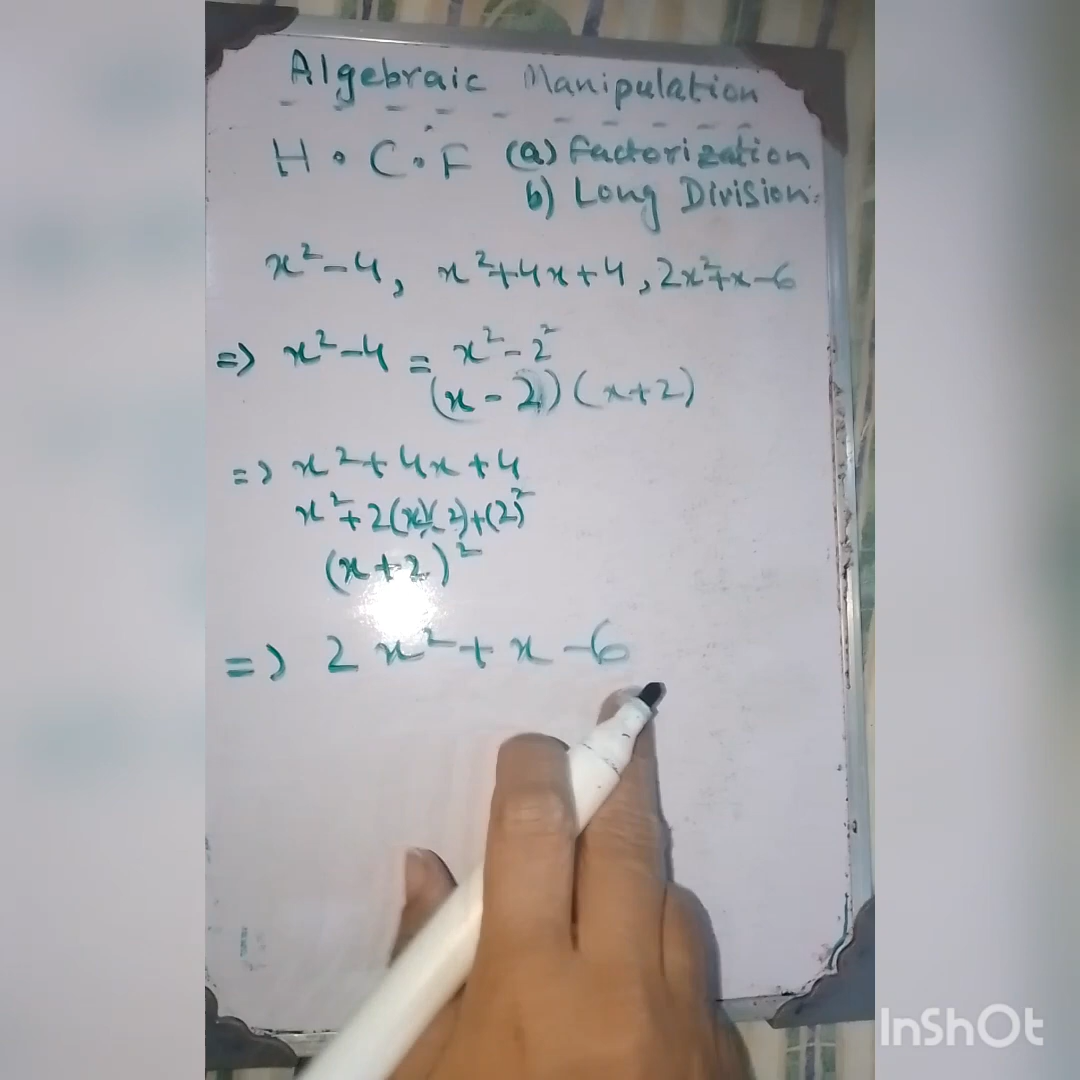 Algebraic Manipulation
H.C.F (a) Factorization
b) Long Division:
x²-4, x²+4x+4, 2x²+x-6
=> x²-4 = x²-2²
(x-2)(x+2)
=> x²+4x+4
x²+2(x)(2)+(2)²
(x+2)²
=> 2x²+x-6
InShOt